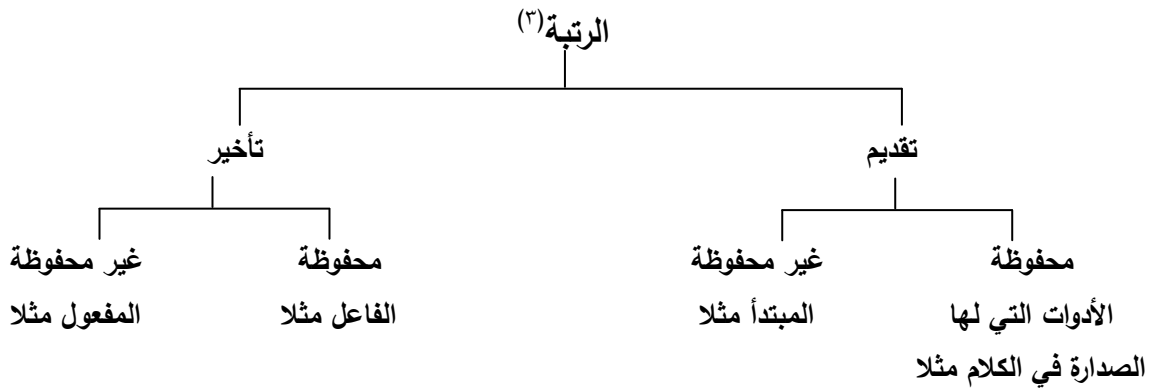 الرتبة(٣)
تقديم تأخير
محفوظة غير محفوظة محفوظة غير محفوظة
الأدوات التي لها المبتدأ مثلا الفاعل مثلا المفعول مثلا
الصدارة في الكلام مثلا